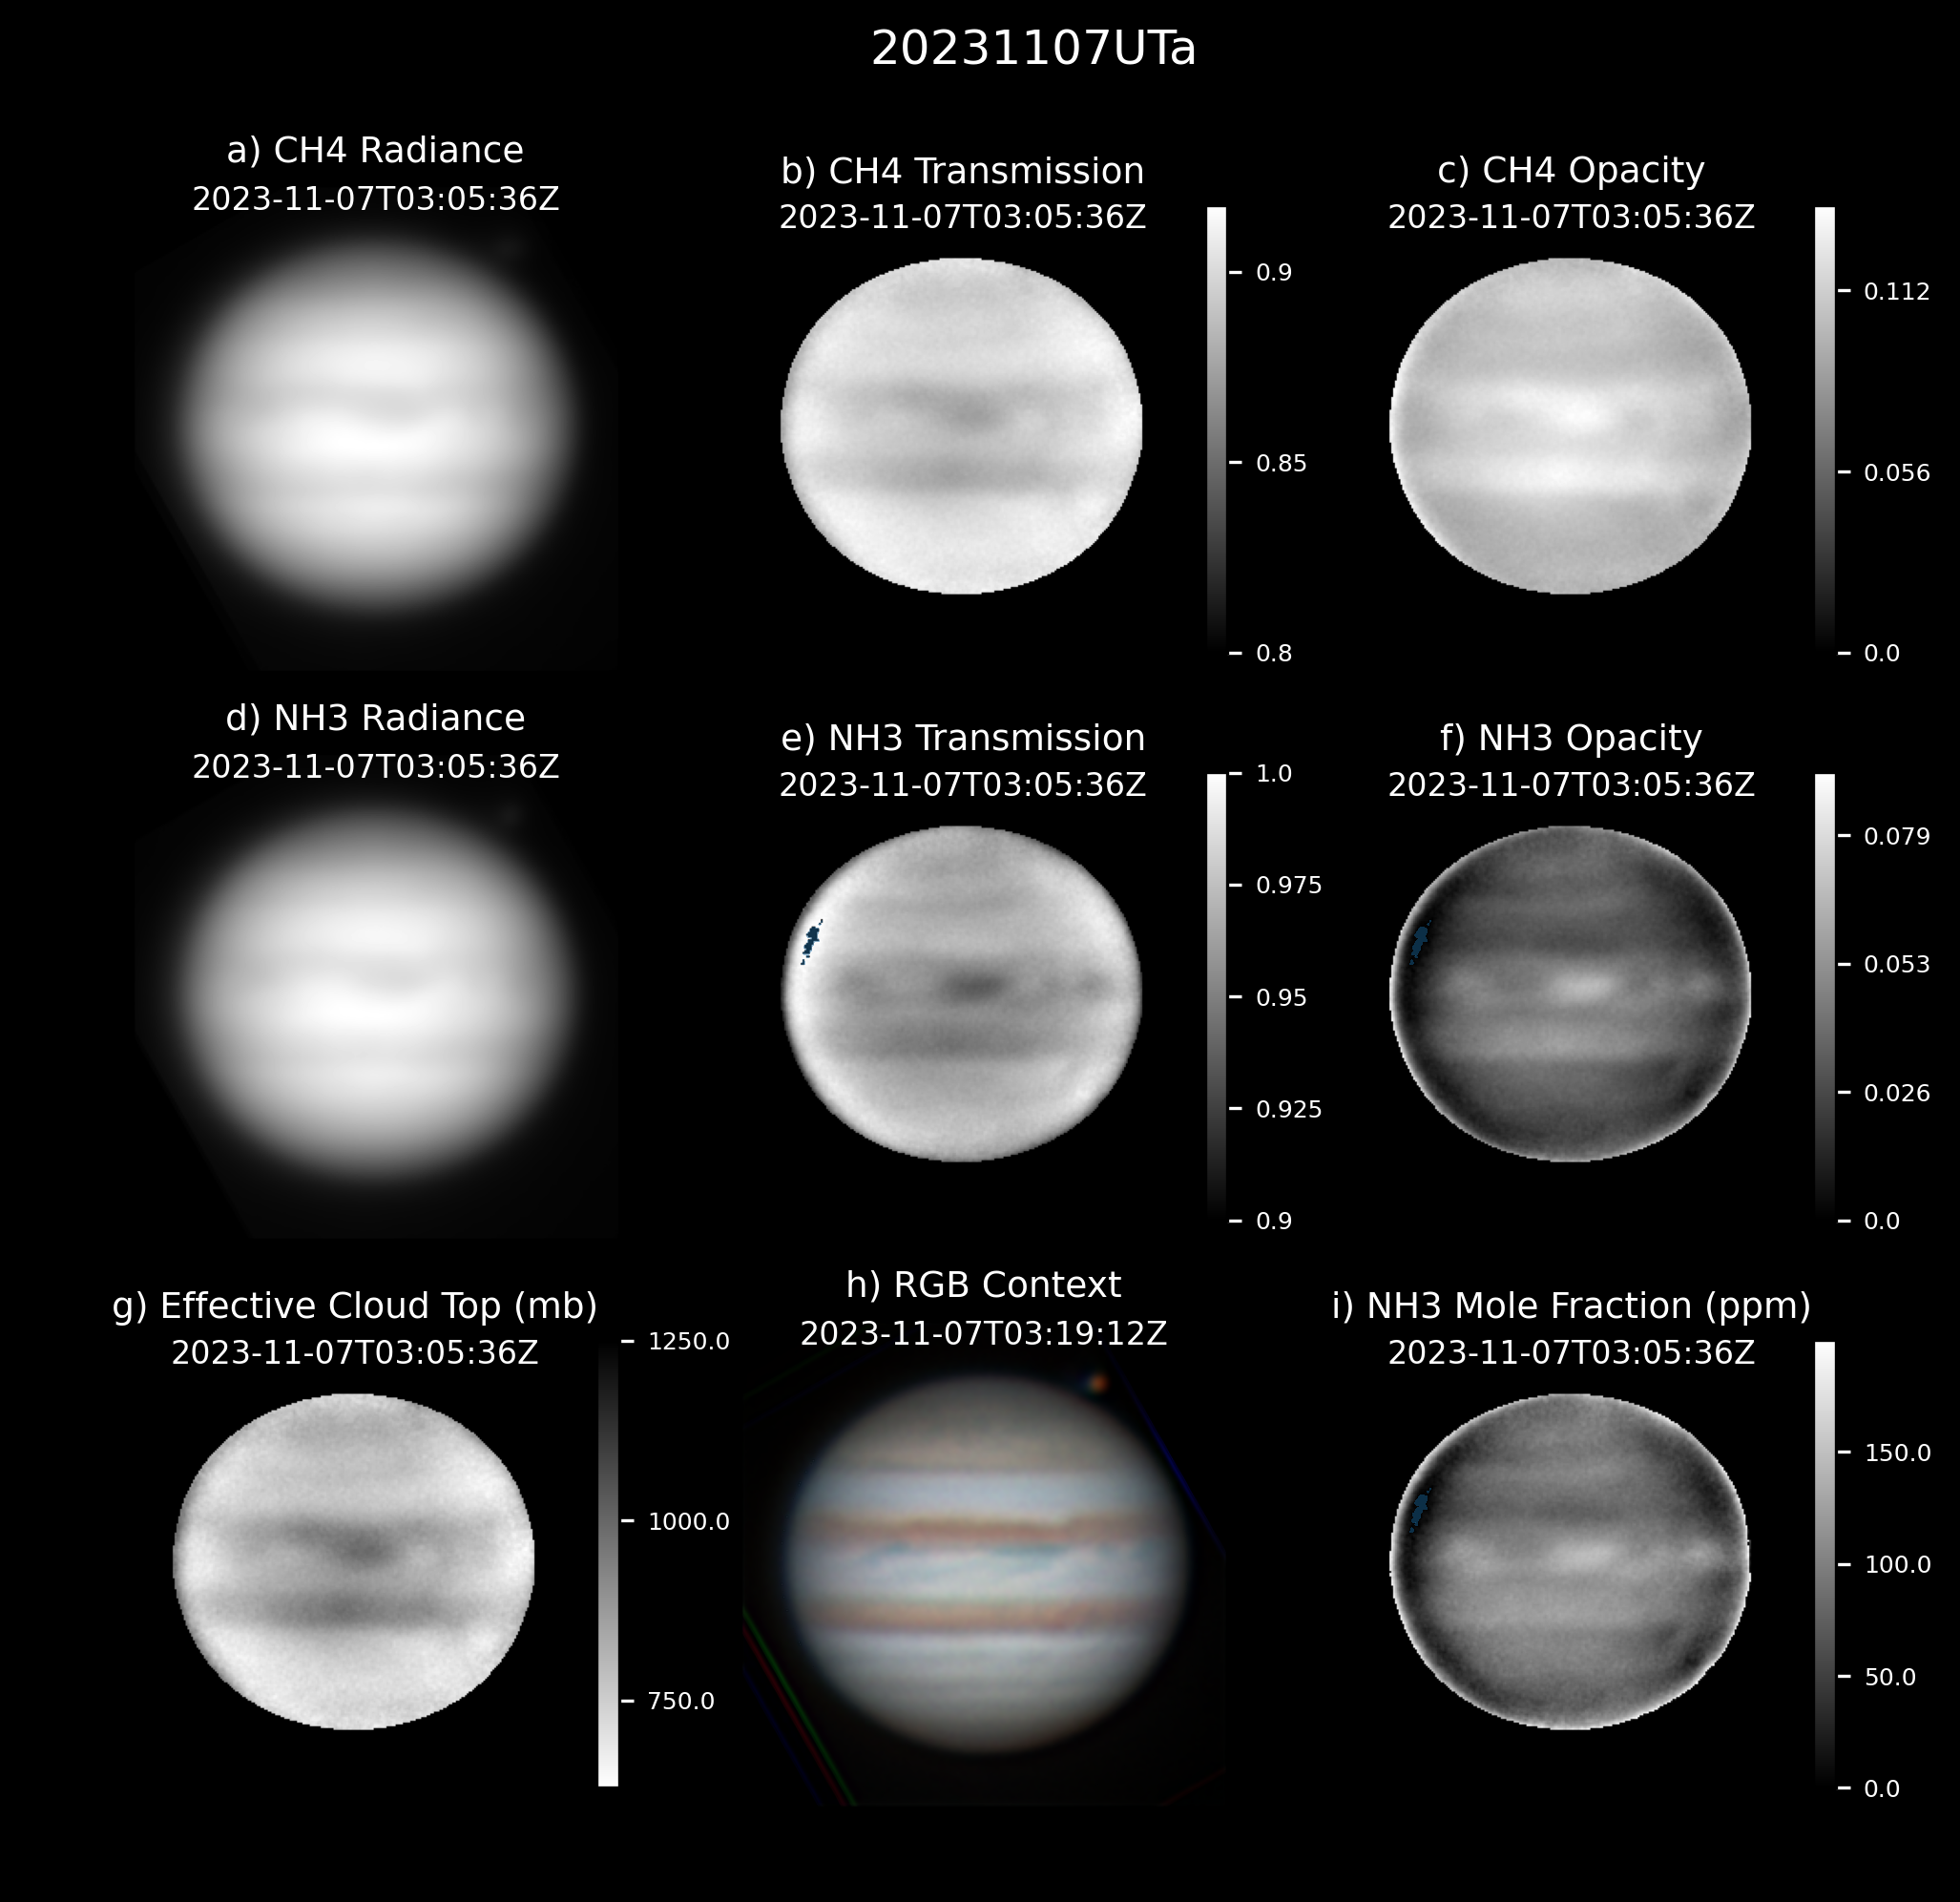 20231107UTa
a) CH4 Radiance
2023-11-07T03:05:36Z
b) CH4 Transmission
2023-11-07T03:05:36Z
0.9
0.85
0.8
c) CH4 Opacity
2023-11-07T03:05:36Z
0.112
0.056
0.0
d) NH3 Radiance
2023-11-07T03:05:36Z
e) NH3 Transmission
2023-11-07T03:05:36Z
1.0
0.975
0.95
0.925
0.9
f) NH3 Opacity
2023-11-07T03:05:36Z
0.079
0.053
0.026
0.0
g) Effective Cloud Top (mb)
2023-11-07T03:05:36Z
1250.0
1000.0
750.0
h) RGB Context
2023-11-07T03:19:12Z
i) NH3 Mole Fraction (ppm)
2023-11-07T03:05:36Z
150.0
100.0
50.0
0.0